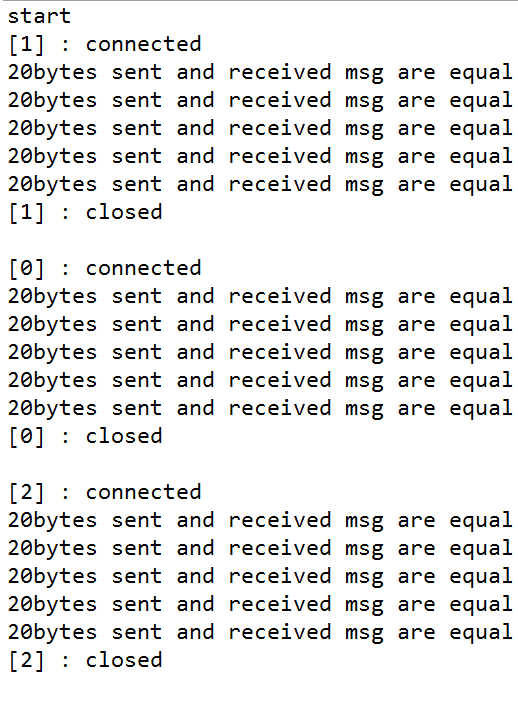 start
[1] : connected
20bytes sent and received msg are equal
20bytes sent and received msg are equal
20bytes sent and received msg are equal
20bytes sent and received msg are equal
20bytes sent and received msg are equal
[1] : closed

[0] : connected
20bytes sent and received msg are equal
20bytes sent and received msg are equal
20bytes sent and received msg are equal
20bytes sent and received msg are equal
20bytes sent and received msg are equal
[0] : closed

[2] : connected
20bytes sent and received msg are equal
20bytes sent and received msg are equal
20bytes sent and received msg are equal
20bytes sent and received msg are equal
20bytes sent and received msg are equal
[2] : closed